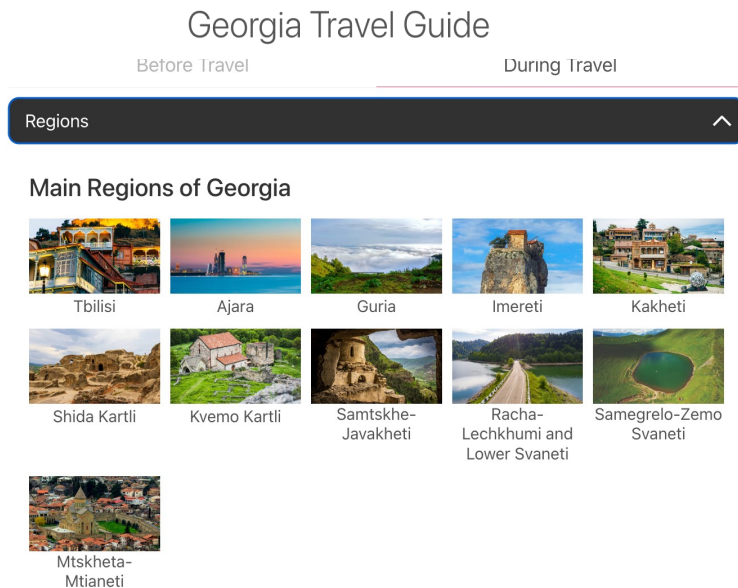 Georgia Travel Guide
Before Travel
During Travel
Regions
Main Regions of Georgia
Tbilisi
Ajara
Guria
Imereti
Kakheti
Shida Kartli
Kvemo Kartli
Samtskhe-
Javakheti
Racha-
Lechkhumi and
Lower Svaneti
Samegrelo-Zemo
Svaneti
Mtskheta-
Mtianeti